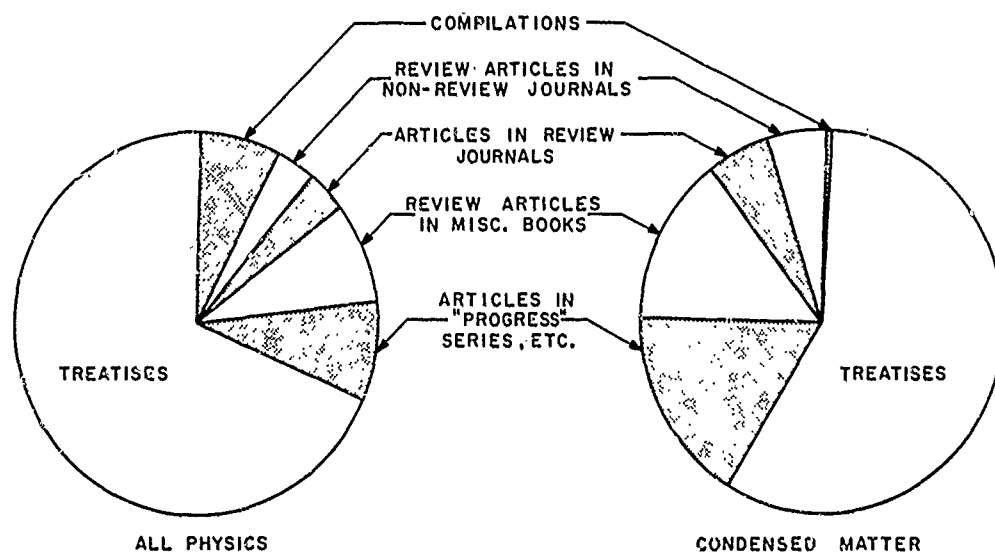 COMPILATIONS
REVIEW ARTICLES IN
NON-REVIEW JOURNALS
ARTICLES IN REVIEW
JOURNALS
REVIEW ARTICLES
IN MISC. BOOKS
ARTICLES IN
"PROGRESS"
SERIES, ETC.
TREATISES
TREATISES
ALL PHYSICS
CONDENSED MATTER